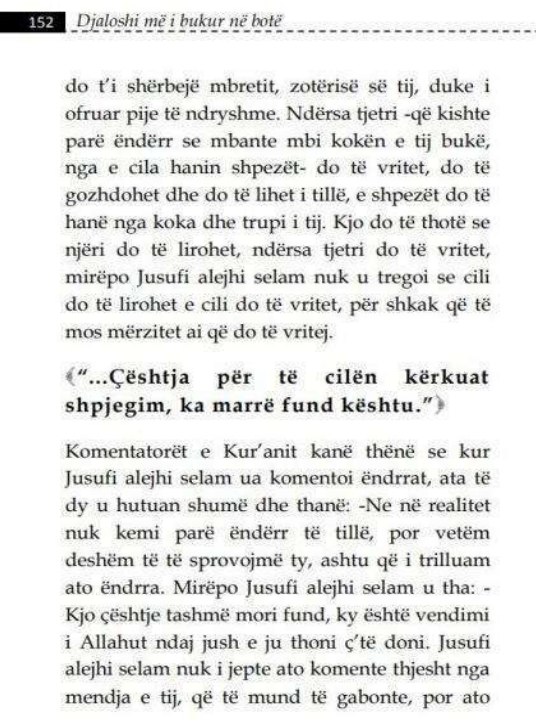 152 Djaloshi më i bukur në botë
do t'i shërbejë mbretit, zotërisë së tij, duke i
ofruar pije të ndryshme. Ndërsa tjetri -që kishte
parë ëndërr se mbante mbi kokën e tij bukë,
nga e cila hanin shpezët- do të vritet, do të
gozhdohet dhe do të lihet i tillë, e shpezët do të
hanë nga koka dhe trupi i tij. Kjo do të thotë se
njëri do të lirohet, ndërsa tjetri do të vritet,
mirëpo Jusufi alejhi selam nuk u tregoi se cili
do të lirohet e cili do të vritet, për shkak që të
mos mërzitet ai që do të vritej.
﴾“...Çështja për të cilën kërkuat
shpjegim, ka marrë fund kështu.”﴿
Komentatorët e Kur'anit kanë thënë se kur
Jusufi alejhi selam ua komentoi ëndrrat, ata të
dy u hutuan shumë dhe thanë: -Ne në realitet
nuk kemi parë ëndërr të tillë, por vetëm
deshëm të të sprovojmë ty, ashtu që i trilluam
ato ëndrra. Mirëpo Jusufi alejhi selam u tha: -
Kjo çështje tashmë mori fund, ky është vendimi
i Allahut ndaj jush e ju thoni ç'të doni. Jusufi
alejhi selam nuk i jepte ato komente thjesht nga
mendja e tij, që të mund të gabonte, por ato